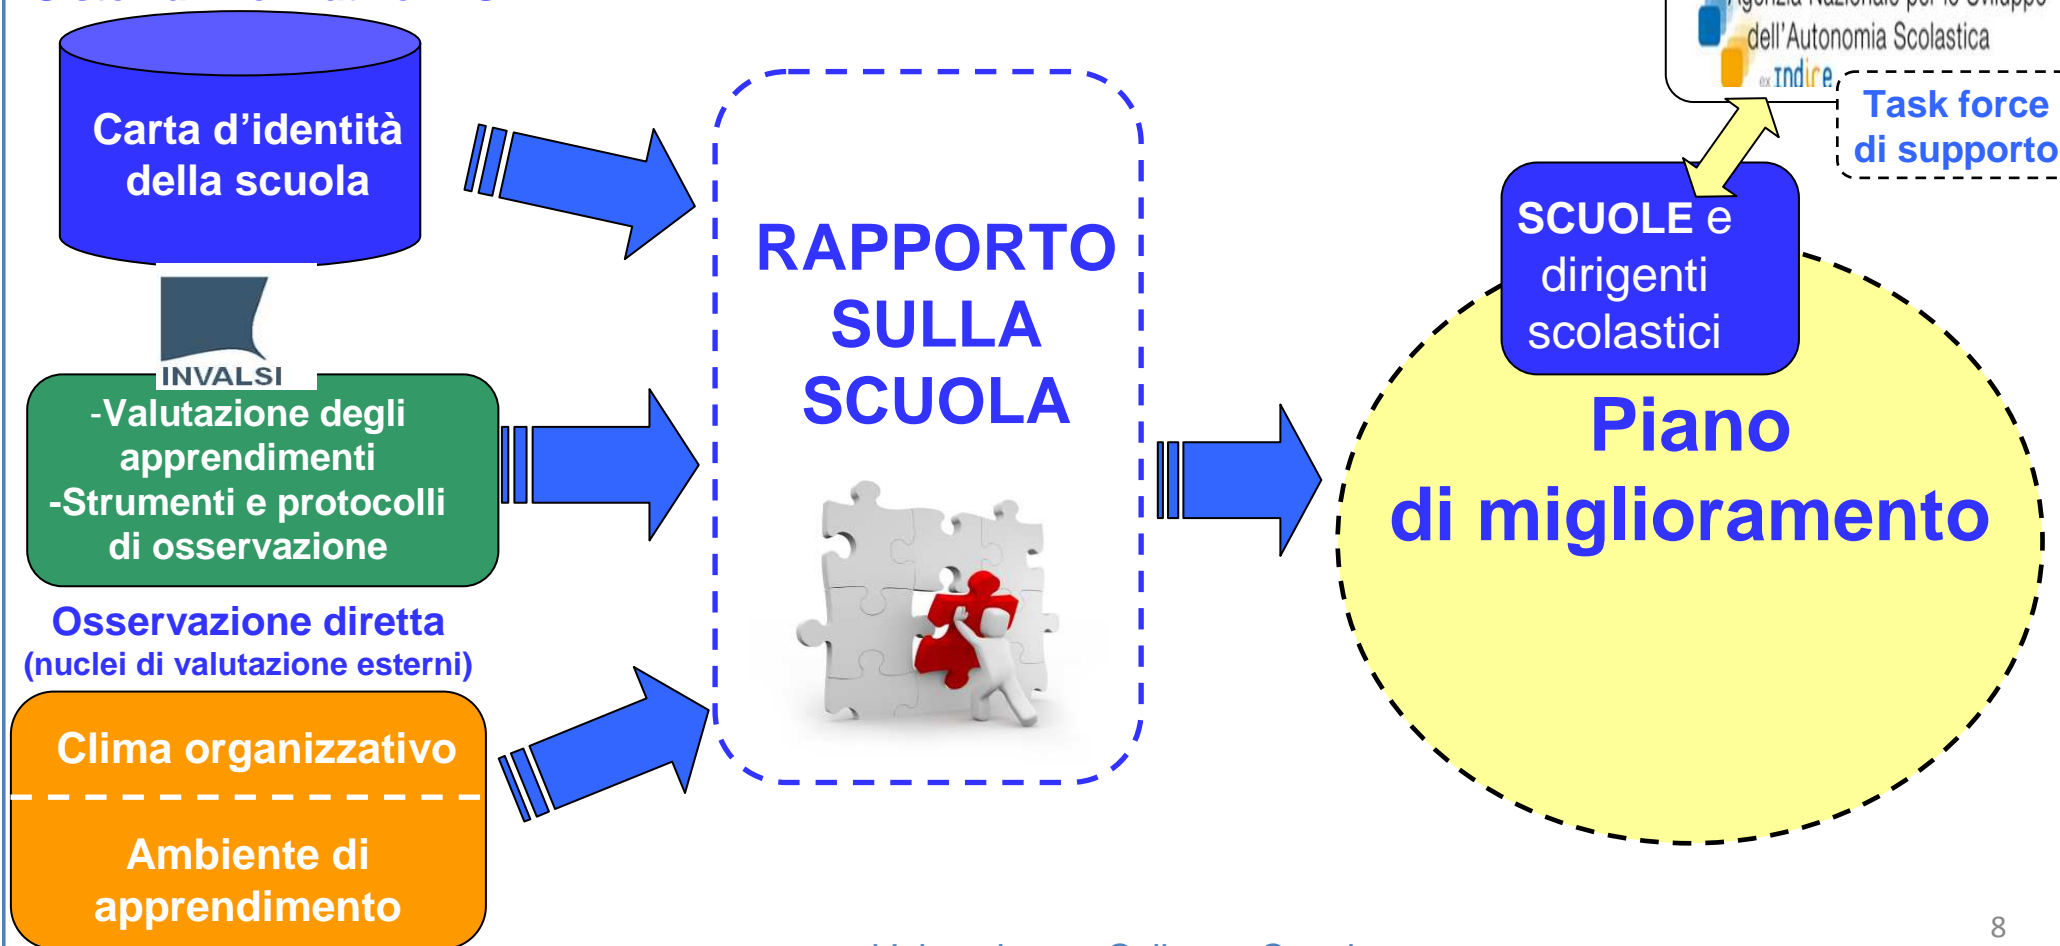 Carta d’identità
della scuola
INVALSI
-Valutazione degli
apprendimenti
-Strumenti e protocolli
di osservazione
Osservazione diretta
(nuclei di valutazione esterni)
Clima organizzativo
Ambiente di
apprendimento
RAPPORTO
SULLA
SCUOLA
dell'Autonomia Scolastica
ex Indire
Task force
di supporto
SCUOLE e
dirigenti
scolastici
Piano
di miglioramento
8